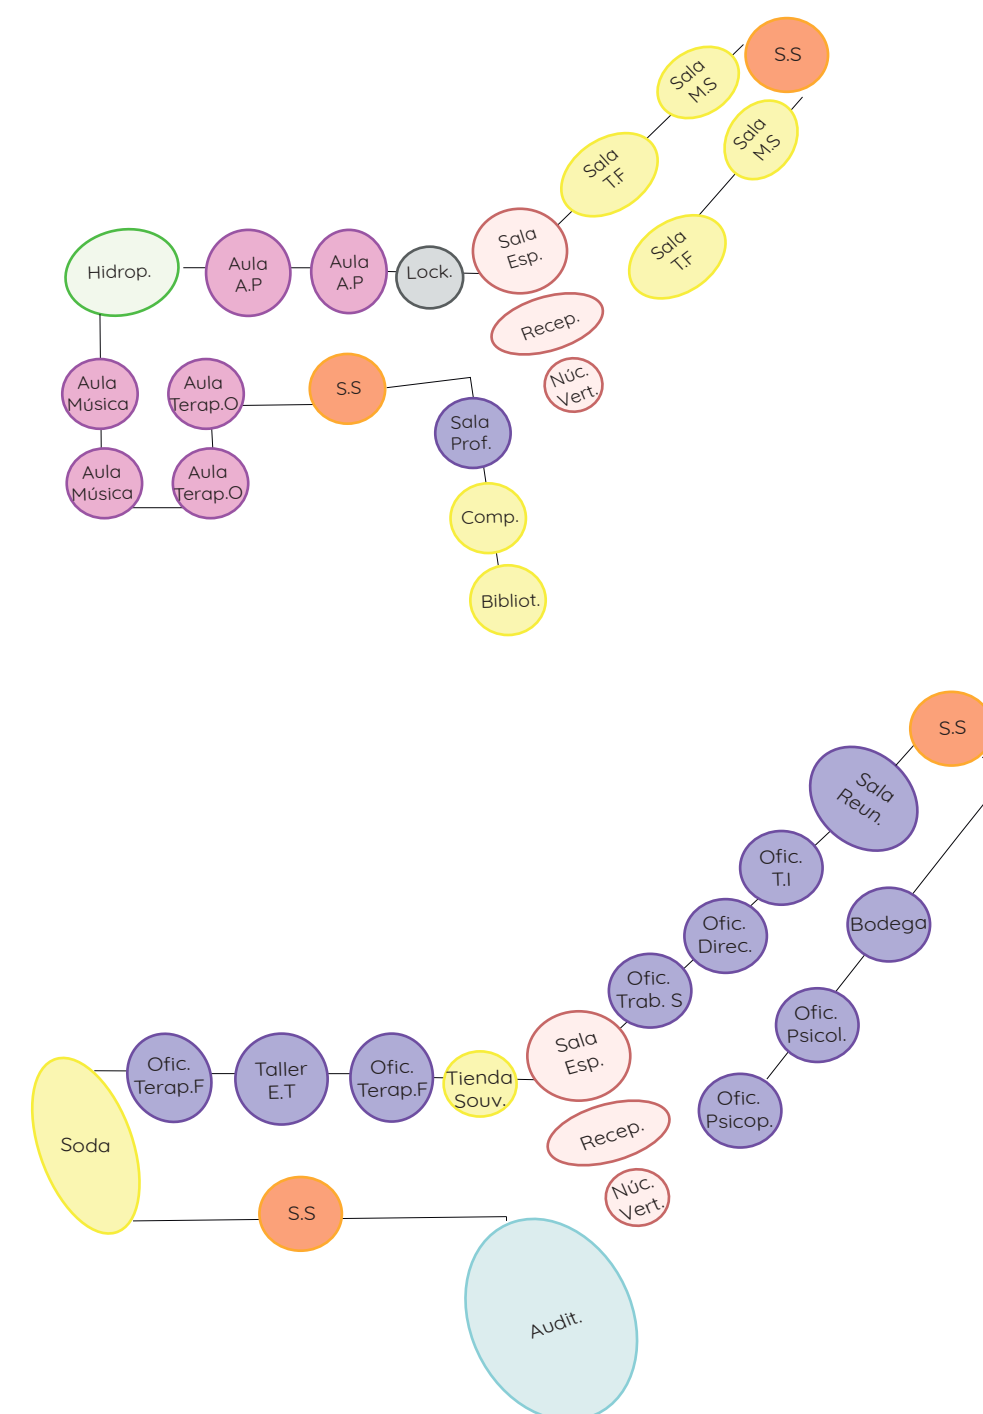 S.S
Sala
M.S
Sala
M.S
Sala
T.F
Sala
Esp.
Sala
T.F
Hidrop.
Aula
A.P
Aula
A.P
Lock.
Recep.
Núc.
Vert.
Aula
Música
Aula
Terap.O
S.S
Sala
Prof.
Aula
Música
Aula
Terap.O
Comp.
Bibliot.
S.S
Sala
Reun.
Ofic.
T.I
Ofic.
Direc.
Bodega
Ofic.
Trab. S
Ofic.
Psicol.
Sala
Esp.
Ofic.
Terap.F
Taller
E.T
Ofic.
Terap.F
Tienda
Souv.
Ofic.
Psicop.
Recep.
Soda
Núc.
Vert.
S.S
Audit.